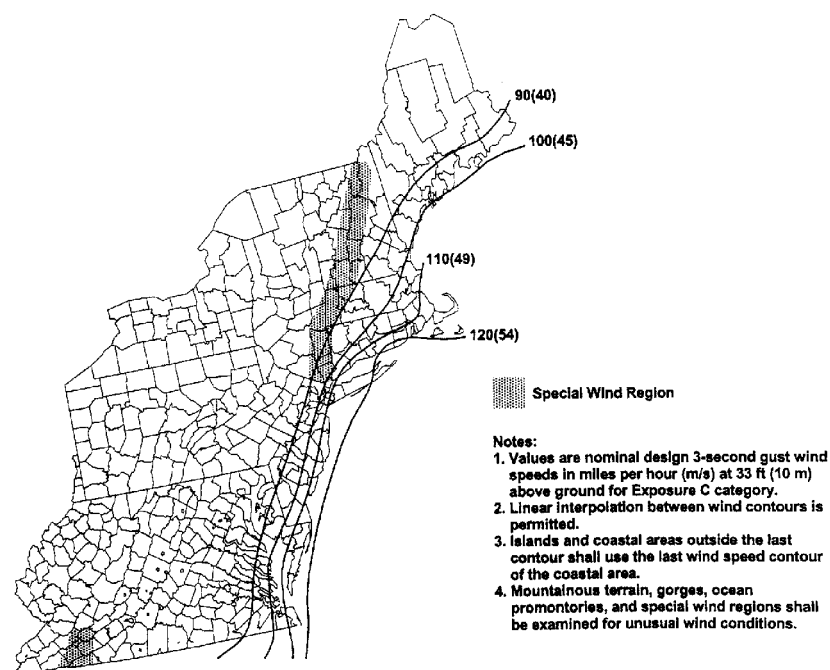 90(40)
100(45)
110(49)
120(54)
Special Wind Region
Notes:
1. Values are nominal design 3-second gust wind
speeds in miles per hour (m/s) at 33 ft (10 m)
above ground for Exposure C category.
2. Linear interpolation between wind contours is
permitted.
3. Islands and coastal areas outside the last
contour shall use the last wind speed contour
of the coastal area.
4. Mountainous terrain, gorges, ocean
promontories, and special wind regions shall
be examined for unusual wind conditions.